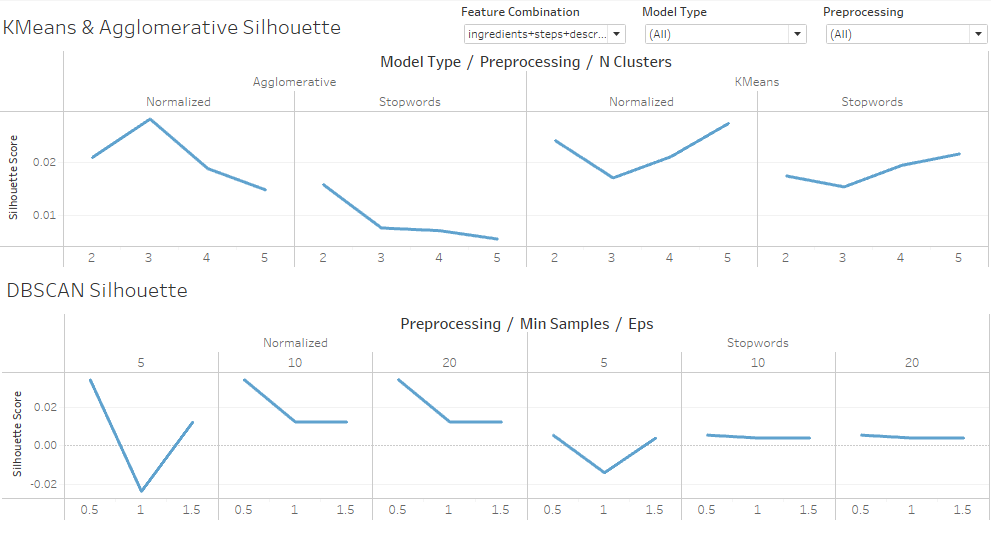 KMeans & Agglomerative Silhouette
Feature Combination Model Type Preprocessing
ingredients+steps+descr... (All) (All)
Model Type / Preprocessing / N Clusters
Agglomerative KMeans
Normalized Stopwords Normalized Stopwords
Silhouette Score
0.02
0.01
2 3 4 5 2 3 4 5 2 3 4 5 2 3 4 5
DBSCAN Silhouette
Preprocessing / Min Samples / Eps
Normalized Stopwords
5 10 20 5 10 20
Silhouette Score
0.02
0.00
-0.02
0.5 1 1.5 0.5 1 1.5 0.5 1 1.5 0.5 1 1.5 0.5 1 1.5 0.5 1 1.5